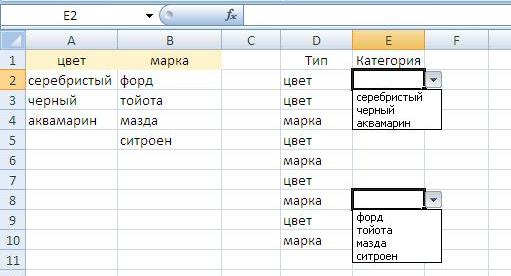 E2 fx
A B C D E F
1 цвет марка Тип Категория
2 серебристый форд цвет
3 черный тойота цвет
4 аквамарин мазда марка
5 ситроен цвет
6 марка
7 цвет
8 марка
9 цвет
10 марка
11
серебристый
черный
аквамарин
форд
тойота
мазда
ситроен